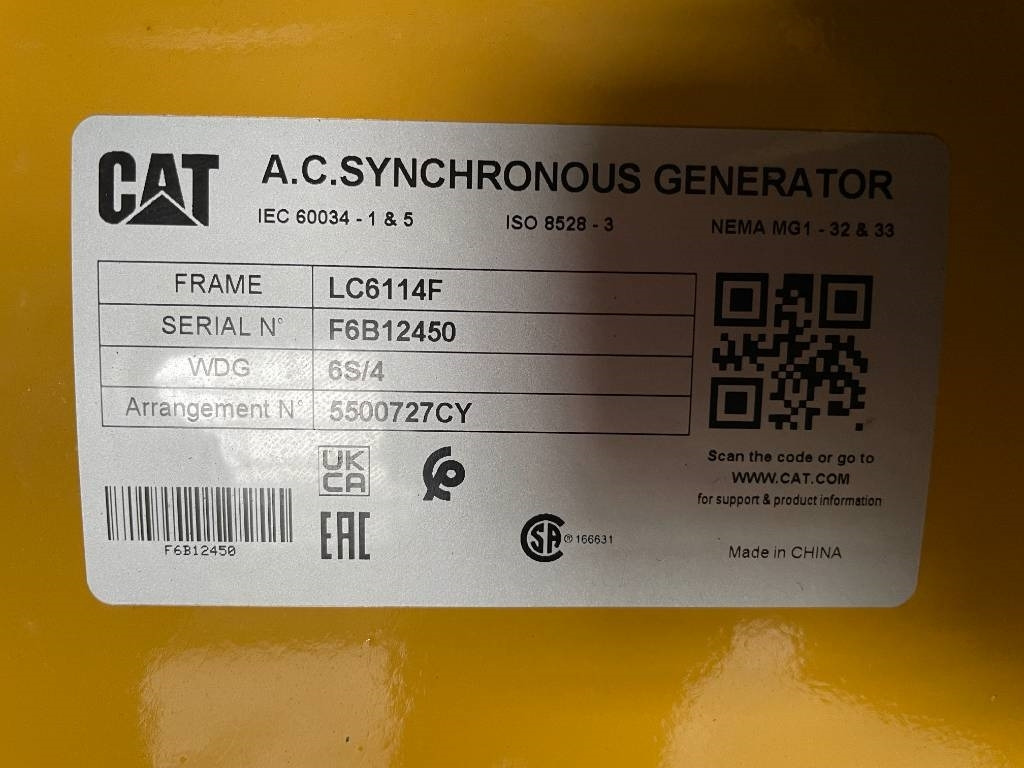 CAT
A.C.SYNCHRONOUS GENERATOR
IEC 60034 - 1 & 5 ISO 8528 - 3 NEMA MG1 - 32 & 33
FRAME LC6114F
SERIAL N° F6B12450
WDG 6S/4
Arrangement N° 5500727CY
Scan the code or go to
WWW.CAT.COM
for support & product information
UK
CA
F6B12450
EAC
SA ® 166631
Made in CHINA